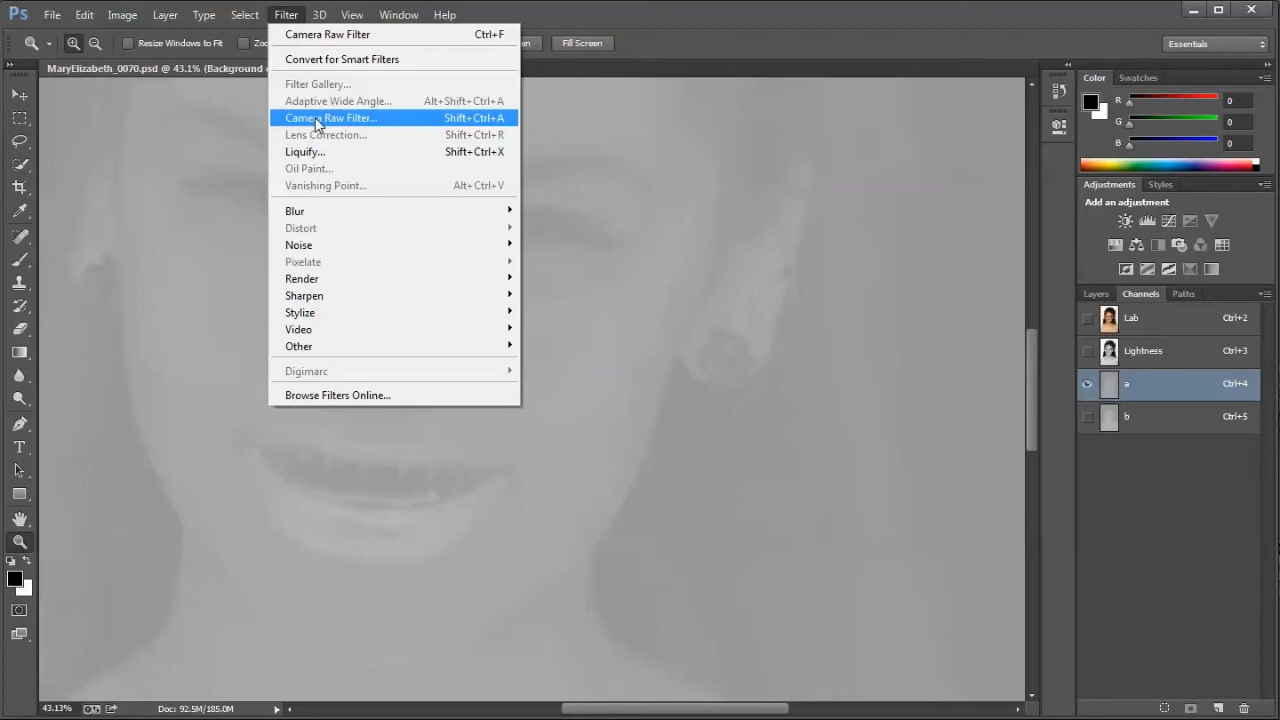 Ps File Edit Image Layer Type Select Filter 3D View Window Help
Resize Windows to Fit Fill Screen Essentials
MaryElizabeth_0070.psd @ 43.1% (Background
Camera Raw Filter Ctrl+F
Convert for Smart Filters
Filter Gallery...
Adaptive Wide Angle... Alt+Shift+Ctrl+A
Camera Raw Filter... Shift+Ctrl+A
Lens Correction... Shift+Ctrl+R
Liquify... Shift+Ctrl+X
Oil Paint...
Vanishing Point... Alt+Ctrl+V
Blur
Distort
Noise
Pixelate
Render
Sharpen
Stylize
Video
Other
Digimarc
Browse Filters Online...
Color Swatches
R 0
G 0
B 0
Adjustments Styles
Add an adjustment
Layers Channels Paths
Lab Ctrl+2
Lightness Ctrl+3
a Ctrl+4
b Ctrl+5
43.13% Doc: 92.5M/185.0M